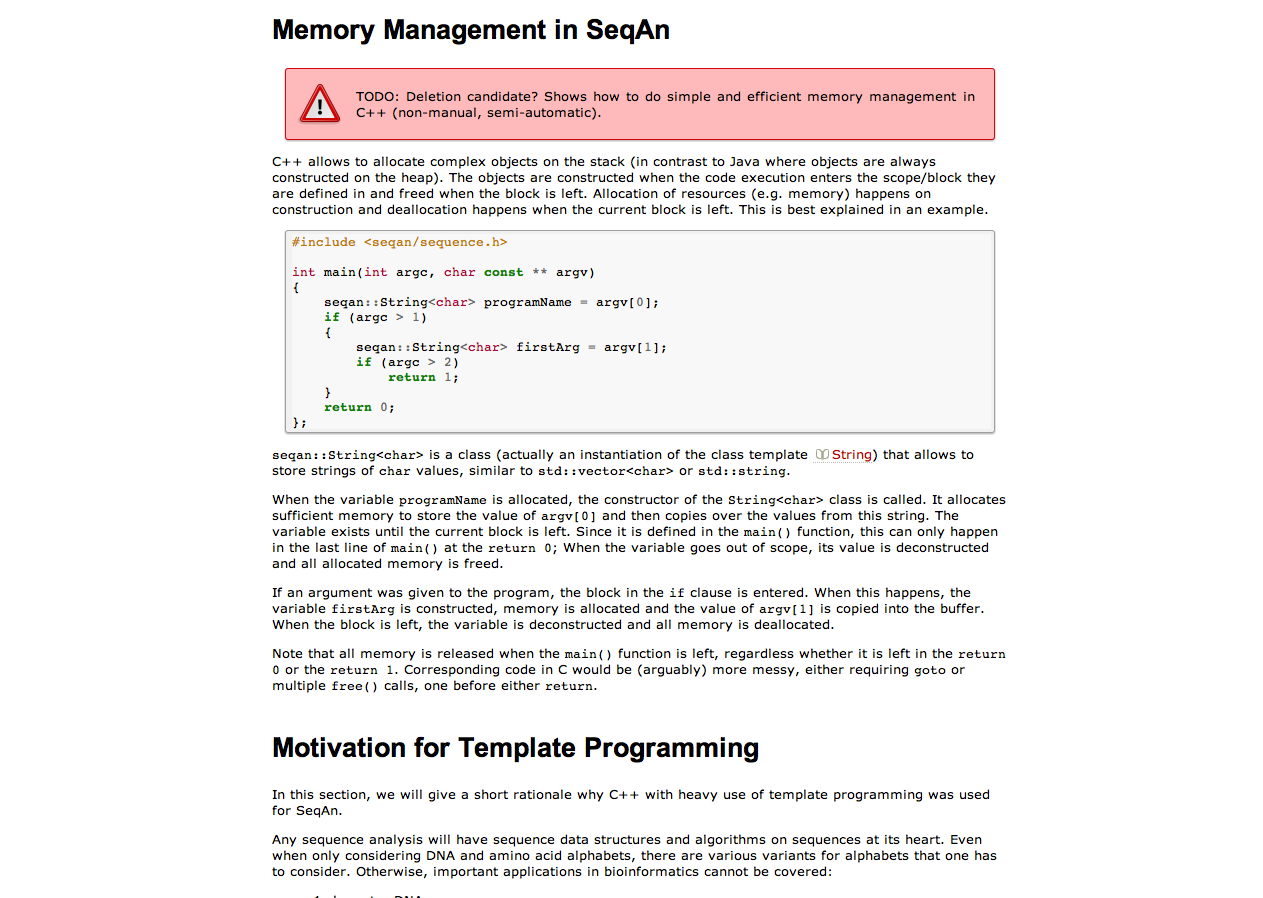 Memory Management in SeqAn
TODO: Deletion candidate? Shows how to do simple and efficient memory management in
C++ (non-manual, semi-automatic).
C++ allows to allocate complex objects on the stack (in contrast to Java where objects are always
constructed on the heap). The objects are constructed when the code execution enters the scope/block they
are defined in and freed when the block is left. Allocation of resources (e.g. memory) happens on
construction and deallocation happens when the current block is left. This is best explained in an example.
#include <seqan/sequence.h>
int main(int argc, char const ** argv)
{
    seqan::String<char> programName = argv[0];
    if (argc > 1)
    {
        seqan::String<char> firstArg = argv[1];
        if (argc > 2)
            return 1;
    }
    return 0;
};
seqan::String<char> is a class (actually an instantiation of the class template String) that allows to
store strings of char values, similar to std::vector<char> or std::string.
When the variable programName is allocated, the constructor of the String<char> class is called. It allocates
sufficient memory to store the value of argv[0] and then copies over the values from this string. The
variable exists until the current block is left. Since it is defined in the main() function, this can only happen
in the last line of main() at the return 0; When the variable goes out of scope, its value is deconstructed
and all allocated memory is freed.
If an argument was given to the program, the block in the if clause is entered. When this happens, the
variable firstArg is constructed, memory is allocated and the value of argv[1] is copied into the buffer.
When the block is left, the variable is deconstructed and all memory is deallocated.
Note that all memory is released when the main() function is left, regardless whether it is left in the return
0 or the return 1. Corresponding code in C would be (arguably) more messy, either requiring goto or
multiple free() calls, one before either return.
Motivation for Template Programming
In this section, we will give a short rationale why C++ with heavy use of template programming was used
for SeqAn.
Any sequence analysis will have sequence data structures and algorithms on sequences at its heart. Even
when only considering DNA and amino acid alphabets, there are various variants for alphabets that one has
to consider. Otherwise, important applications in bioinformatics cannot be covered: